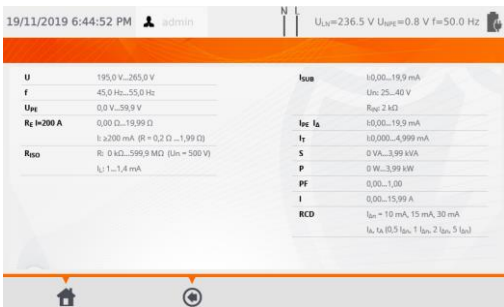 19/11/2019 6:44:52 PM admin
N L
U_LN=236.5 V U_NPE=0.8 V f=50.0 Hz
U 195,0 V...265,0 V
f 45,0 Hz...55,0 Hz
U_PE 0,0 V...59,9 V
R_E I=200 A 0,00 Ω...19,99 Ω
I: ≥200 mA (R = 0,2 Ω ...1,99 Ω)
R_ISO R: 0 kΩ...599,9 MΩ (Un = 500 V)
I_L: 1...1,4 mA
I_SUB I:0,00...19,9 mA
Un: 25...40 V
2 kΩ
I_PE I_Δ I:0,00...19,9 mA
I_T I:0,000...4,999 mA
S 0 VA...3,99 kVA
P 0 W...3,99 kW
PF 0,00...1,00
I 0,00...15,99 A
RCD I_Δn = 10 mA, 15 mA, 30 mA
I_A, t_A (0,5 I_Δn, 1 I_Δn, 2 I_Δn, 5 I_Δn)